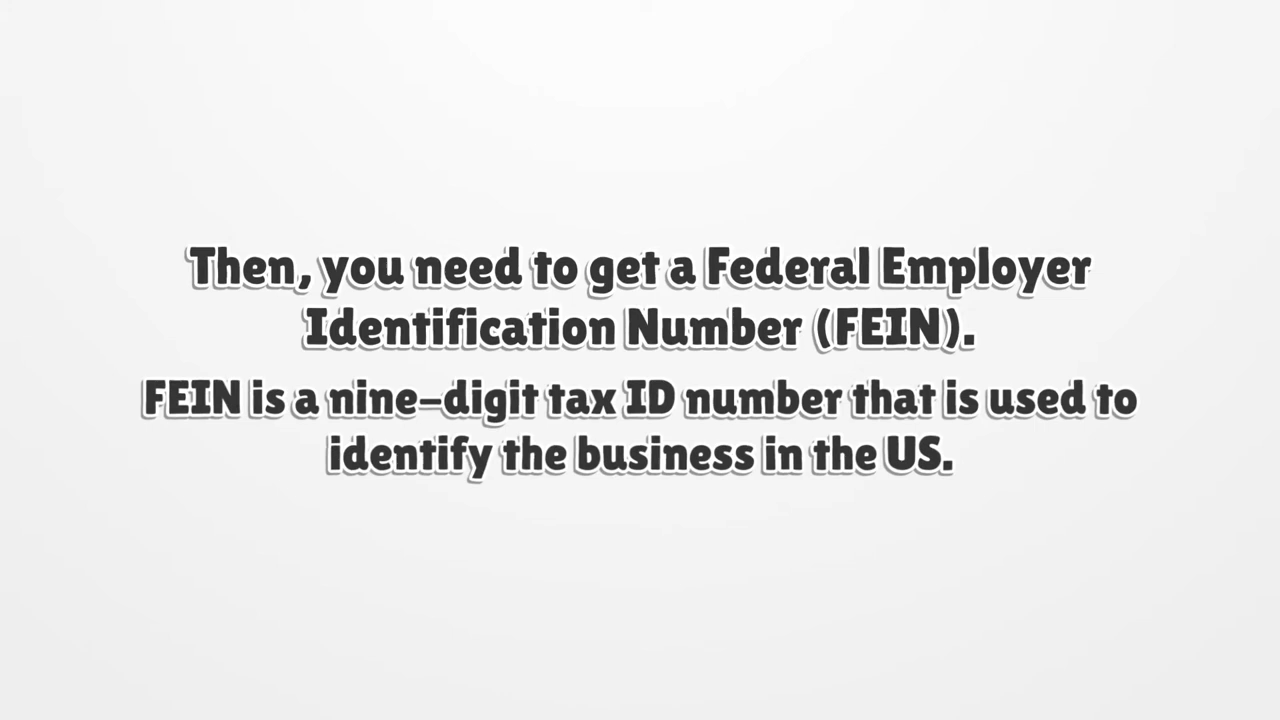 Then, you need to get a Federal Employer
Identification Number (FEIN).
FEIN is a nine-digit tax ID number that is used to
identify the business in the US.